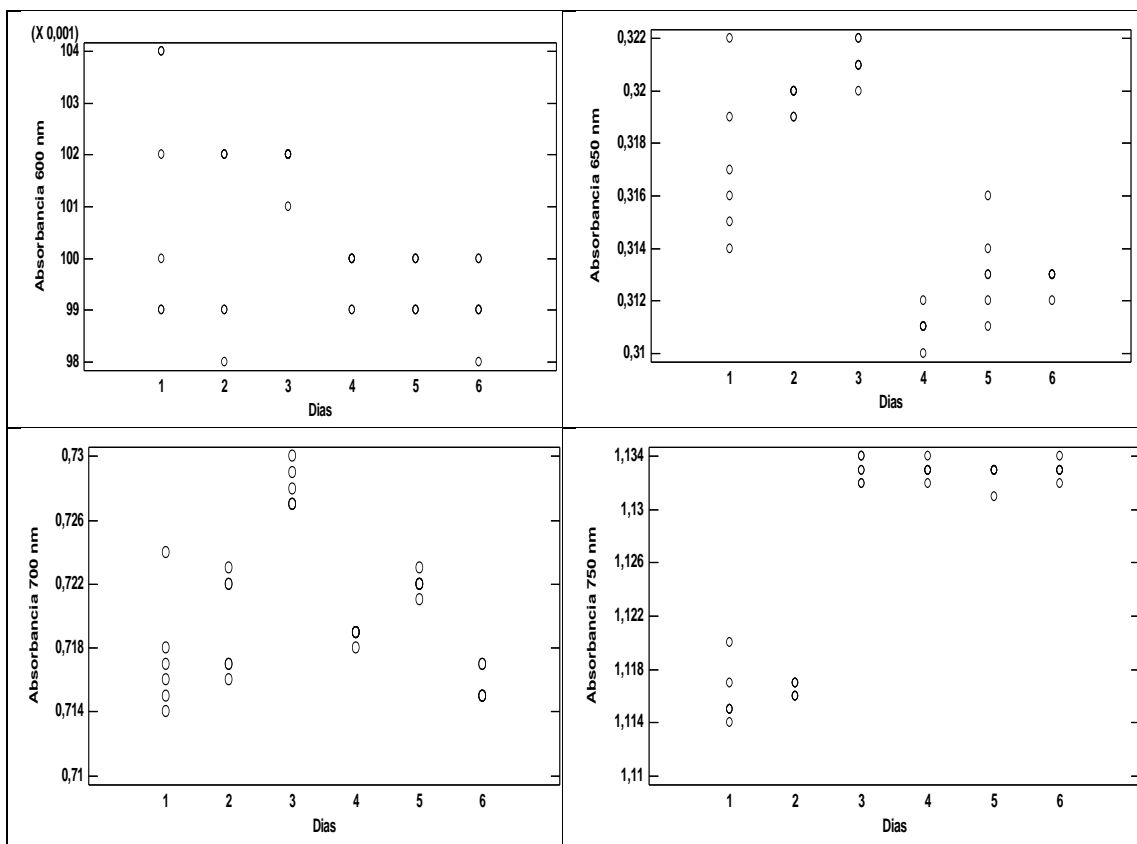 (X 0,001)
104
103
102
101
100
99
98
Absorbancia 600 nm
1 2 3 4 5 6
Dias
0,322
0,32
0,318
0,316
0,314
0,312
0,31
Absorbancia 650 nm
1 2 3 4 5 6
Dias
0,73
0,726
0,722
0,718
0,714
0,71
Absorbancia 700 nm
1 2 3 4 5 6
Dias
1,134
1,13
1,126
1,122
1,118
1,114
1,11
Absorbancia 750 nm
1 2 3 4 5 6
Dias